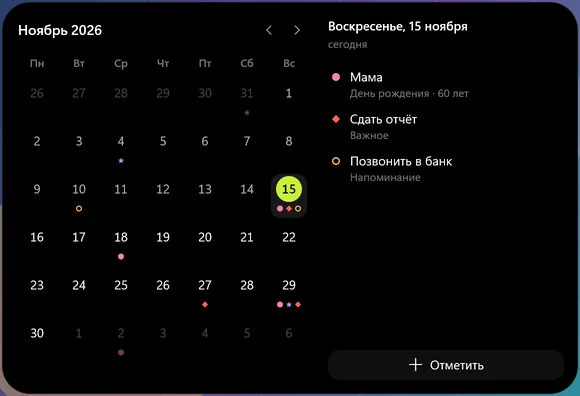 Ноябрь 2026
Пн Вт Ср Чт Пт Сб Вс
26 27 28 29 30 31 1
2 3 4 5 6 7 8
9 10 11 12 13 14 15
16 17 18 19 20 21 22
23 24 25 26 27 28 29
30 1 2 3 4 5 6
Воскресенье, 15 ноября
сегодня
Мама
День рождения · 60 лет
Сдать отчёт
Важное
Позвонить в банк
Напоминание
Отметить